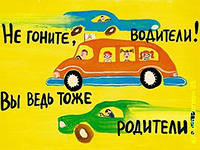 Не гоните, водители!
Вы ведь тоже
родители